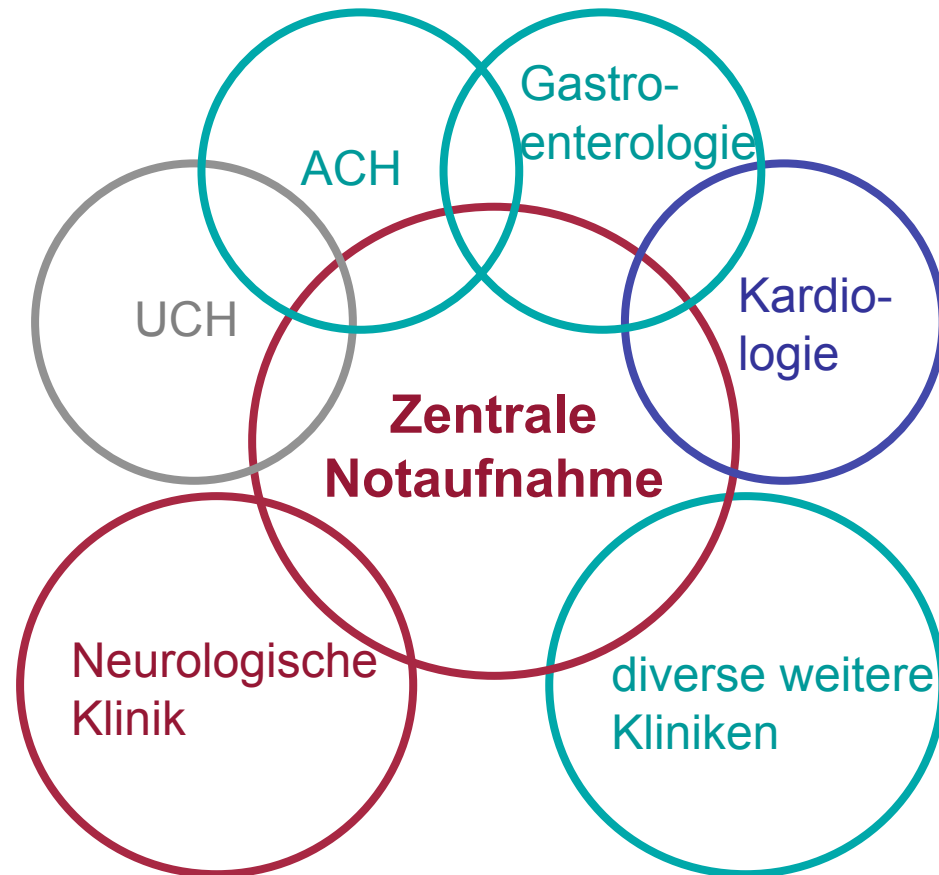 Gastro-
enterologie
ACH
Kardio-
logie
UCH
Zentrale
Notaufnahme
Neurologische
Klinik
diverse weitere
Kliniken